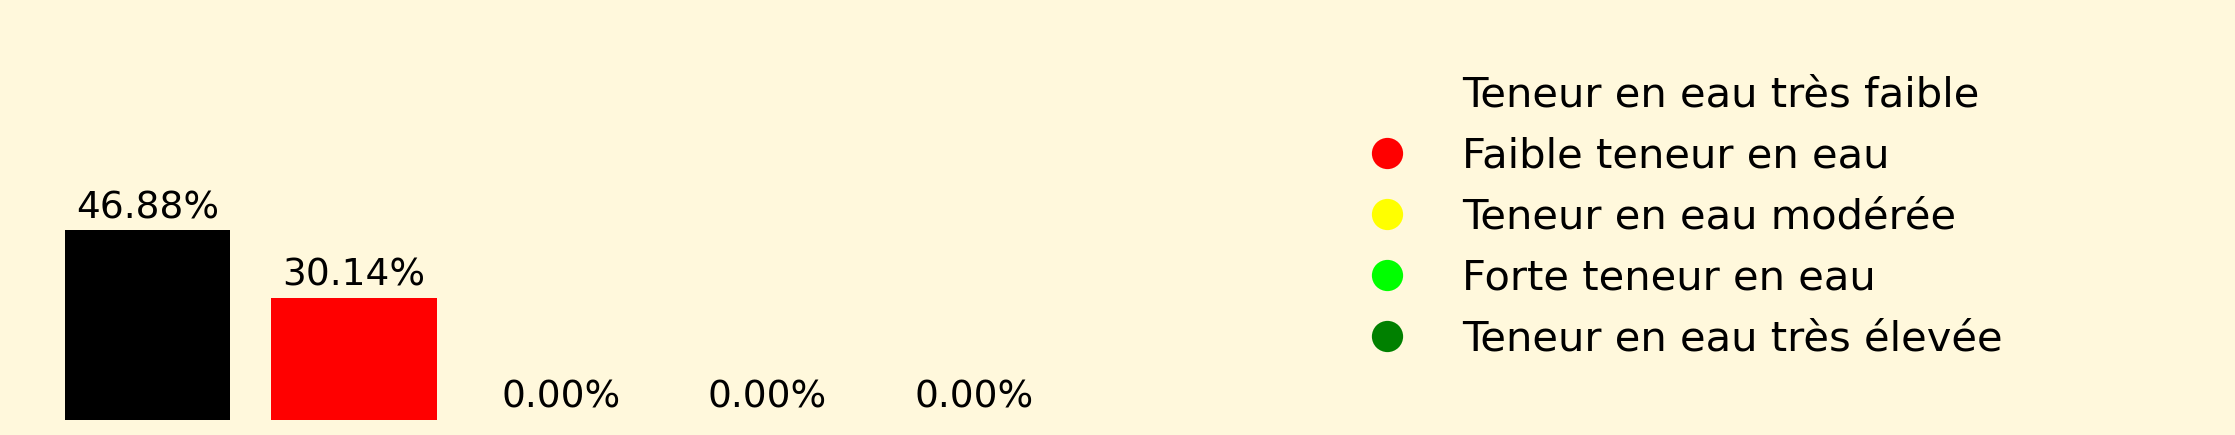 46.88%
30.14%
0.00%
0.00%
0.00%
Teneur en eau très faible
Faible teneur en eau
Teneur en eau modérée
Forte teneur en eau
Teneur en eau très élevée